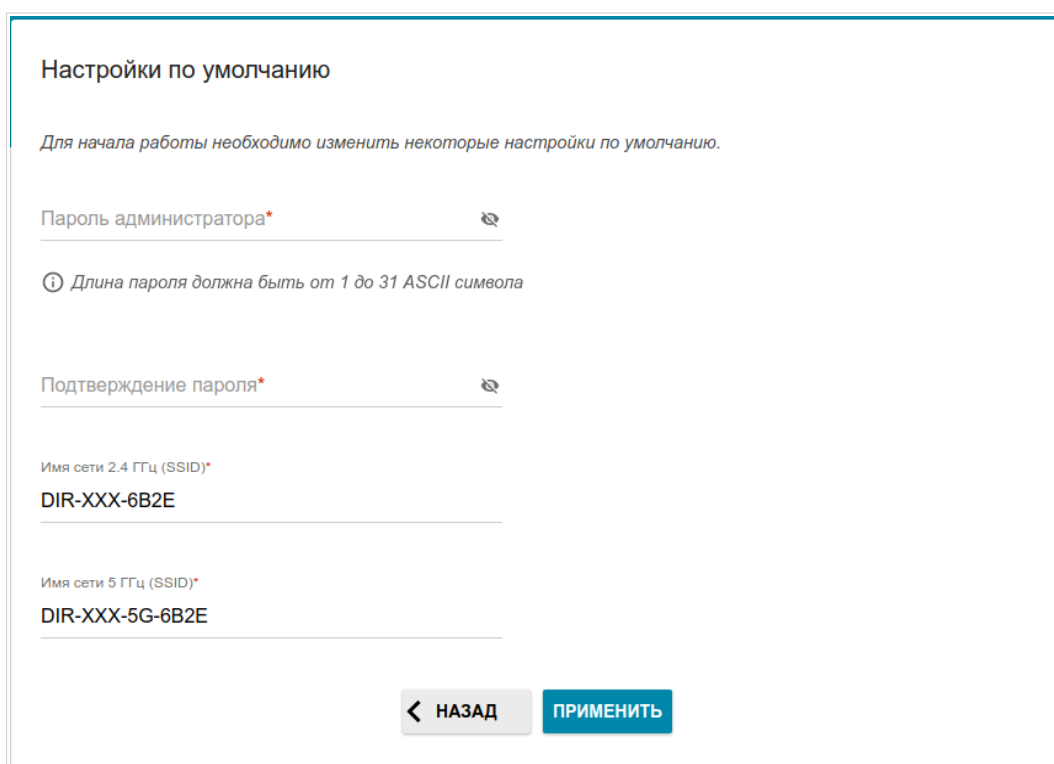 Настройки по умолчанию
Для начала работы необходимо изменить некоторые настройки по умолчанию.
Пароль администратора*
Длина пароля должна быть от 1 до 31 ASCII символа
Подтверждение пароля*
Имя сети 2.4 ГГц (SSID)*
DIR-XXX-6B2E
Имя сети 5 ГГц (SSID)*
DIR-XXX-5G-6B2E
НАЗАД
ПРИМЕНИТЬ